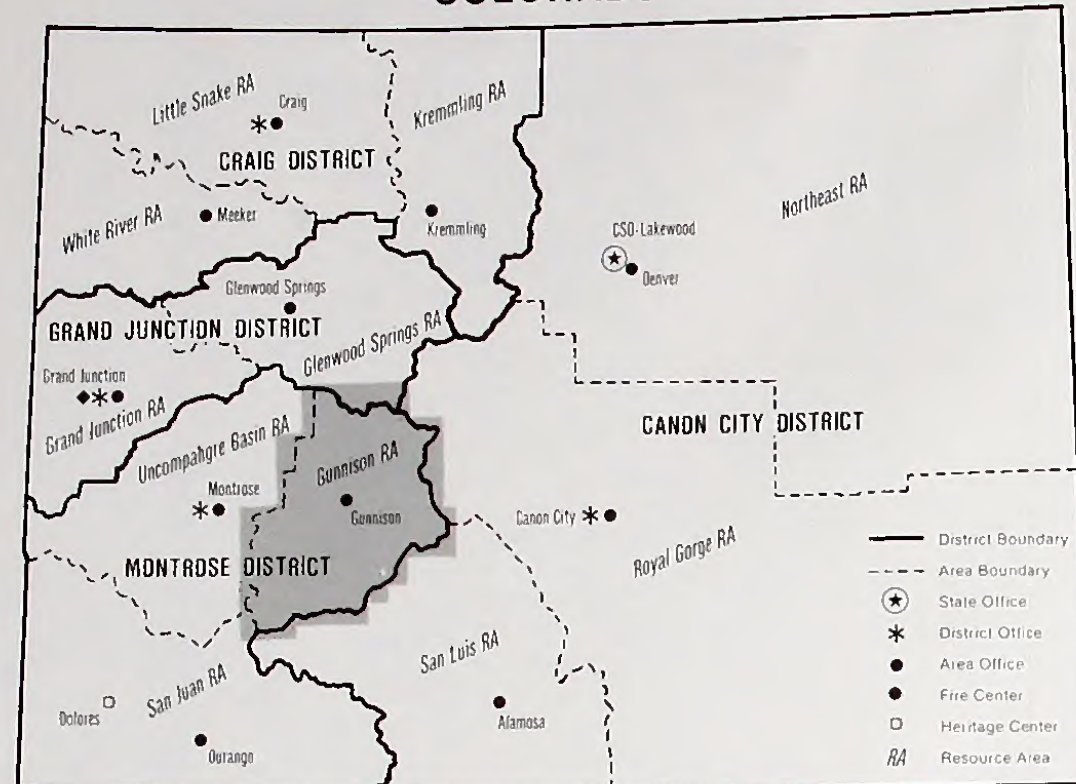 Little Snake RA
Craig
Kremmling RA
CRAIG DISTRICT
Northeast RA
White River RA
Meeker
Kremmling
CSO-Lakewood
Denver
Glenwood Springs
GRAND JUNCTION DISTRICT
Glenwood Springs RA
Grand Junction
Grand Junction RA
Uncompahgre Basin RA
CANON CITY DISTRICT
Gunnison RA
Montrose
Gunnison
Canon City
Royal Gorge RA
MONTROSE DISTRICT
San Luis RA
San Juan RA
Dolores
Alamosa
Durango
District Boundary
Area Boundary
State Office
District Office
Area Office
Fire Center
Heritage Center
RA Resource Area